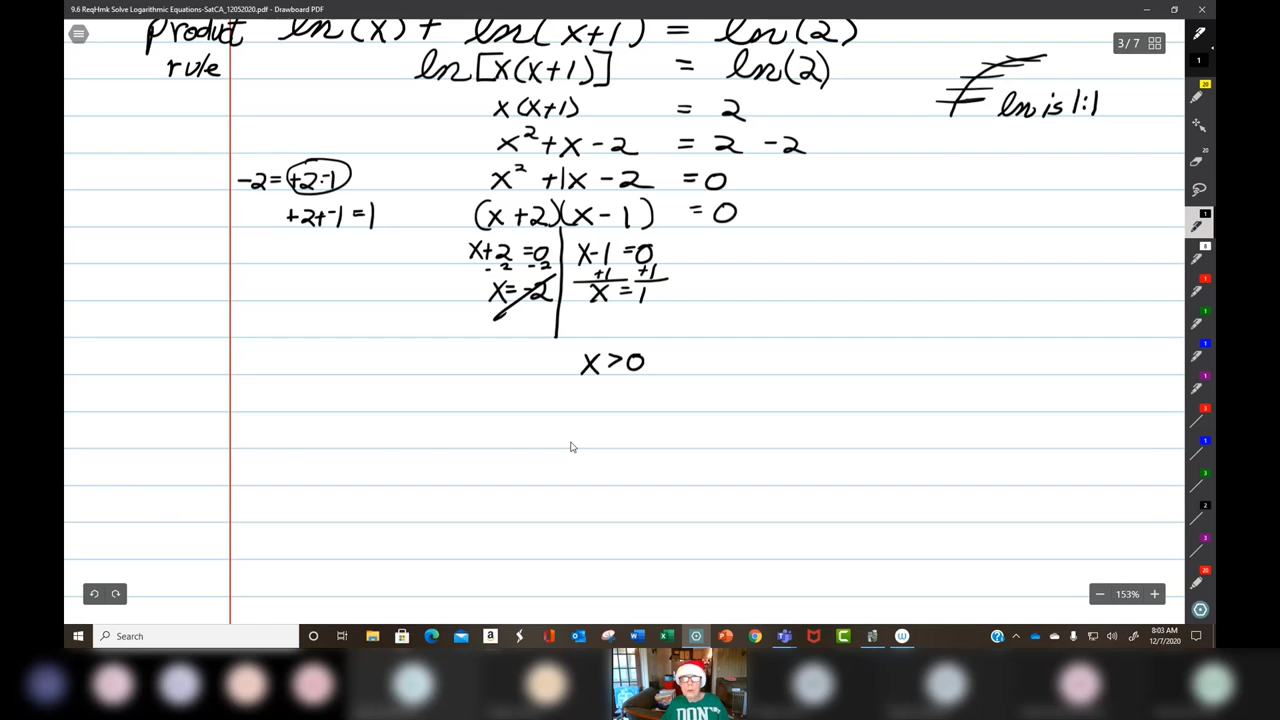 9.6 ReqHmk Solve Logarithmic Equations-SatCA_12052020.pdf - Drawboard PDF
product ln(x) + ln(x+1) = ln(2)
rule ln[x(x+1)] = ln(2)
3/7
x(x+1) = 2
ln is 1:1
x²+x-2 = 2 -2
-2 = +2·-1
x² +1x -2 = 0
+2+-1=1
(x+2)(x-1) = 0
x+2 = 0 x-1 = 0
-2 -2 +1 +1
x = -2 x = 1
x > 0
153%
Search
8:03 AM
12/7/2020
DON'